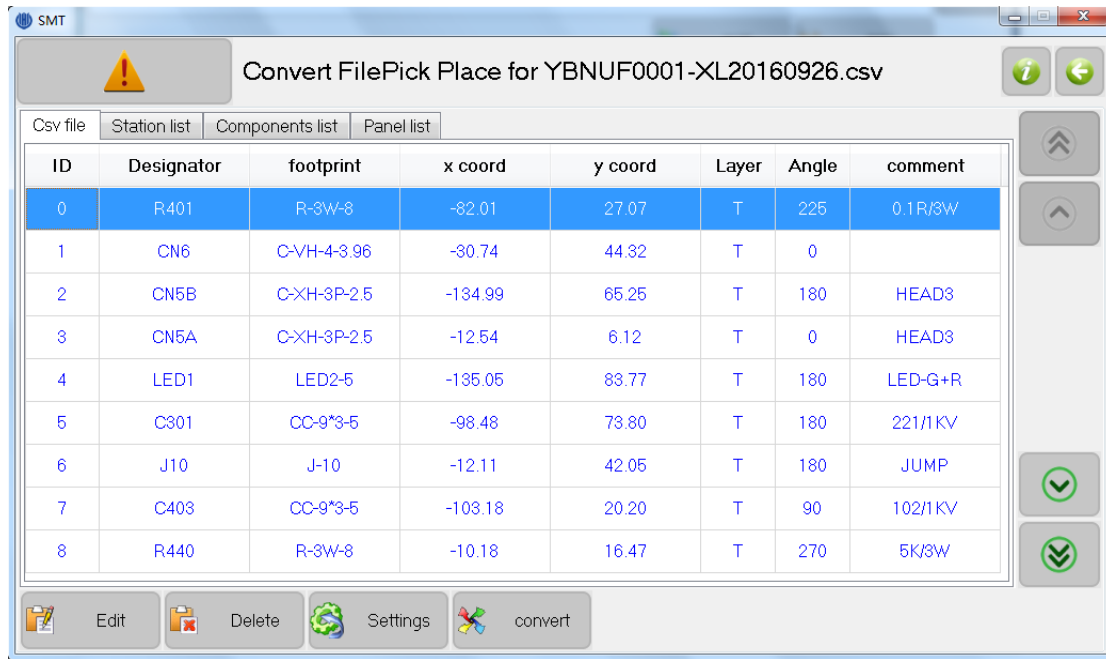 SMT
Convert FilePick Place for YBNUF0001-XL20160926.csv
Csv file Station list Components list Panel list
ID Designator footprint x coord y coord Layer Angle comment
0 R401 R-3W-8 -82.01 27.07 T 225 0.1R/3W
1 CN6 C-VH-4-3.96 -30.74 44.32 T 0
2 CN5B C-XH-3P-2.5 -134.99 65.25 T 180 HEAD3
3 CN5A C-XH-3P-2.5 -12.54 6.12 T 0 HEAD3
4 LED1 LED2-5 -135.05 83.77 T 180 LED-G+R
5 C301 CC-9*3-5 -98.48 73.80 T 180 221/1KV
6 J10 J-10 -12.11 42.05 T 180 JUMP
7 C403 CC-9*3-5 -103.18 20.20 T 90 102/1KV
8 R440 R-3W-8 -10.18 16.47 T 270 5K/3W
Edit Delete Settings convert